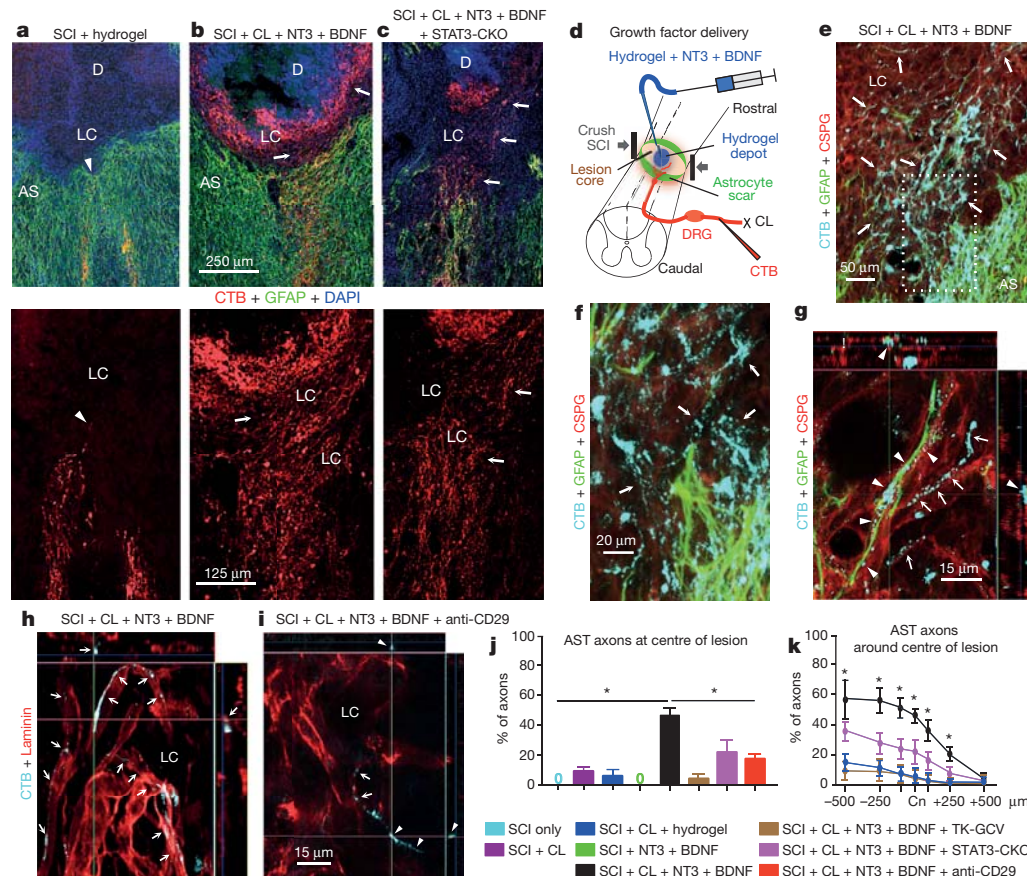 a
SCI + hydrogel
D
LC
AS
b
SCI + CL + NT3 + BDNF
D
LC
AS
250 μm
c
SCI + CL + NT3 + BDNF
+ STAT3-CKO
D
LC
CTB + GFAP + DAPI
LC
LC
LC
125 μm
LC
LC
d
Growth factor delivery
Hydrogel + NT3 + BDNF
Rostral
Crush
SCI
Hydrogel
depot
Lesion
core
Astrocyte
scar
X CL
DRG
Caudal
CTB
e
SCI + CL + NT3 + BDNF
CTB + GFAP + CSPG
LC
50 μm
AS
f
CTB + GFAP + CSPG
20 μm
g
CTB + GFAP + CSPG
15 μm
h
SCI + CL + NT3 + BDNF
CTB + Laminin
LC
i
SCI + CL + NT3 + BDNF + anti-CD29
LC
15 μm
j
AST axons at centre of lesion
% of axons
100
80
60
40
20
0
0
0
*
*
k
AST axons
around centre of lesion
% of axons
100
80
60
40
20
0
* * * * * *
−500
−250
Cn
+250
+500
μm
SCI only
SCI + CL
SCI + CL + hydrogel
SCI + NT3 + BDNF
SCI + CL + NT3 + BDNF
SCI + CL + NT3 + BDNF + TK-GCV
SCI + CL + NT3 + BDNF + STAT3-CKO
SCI + CL + NT3 + BDNF + anti-CD29